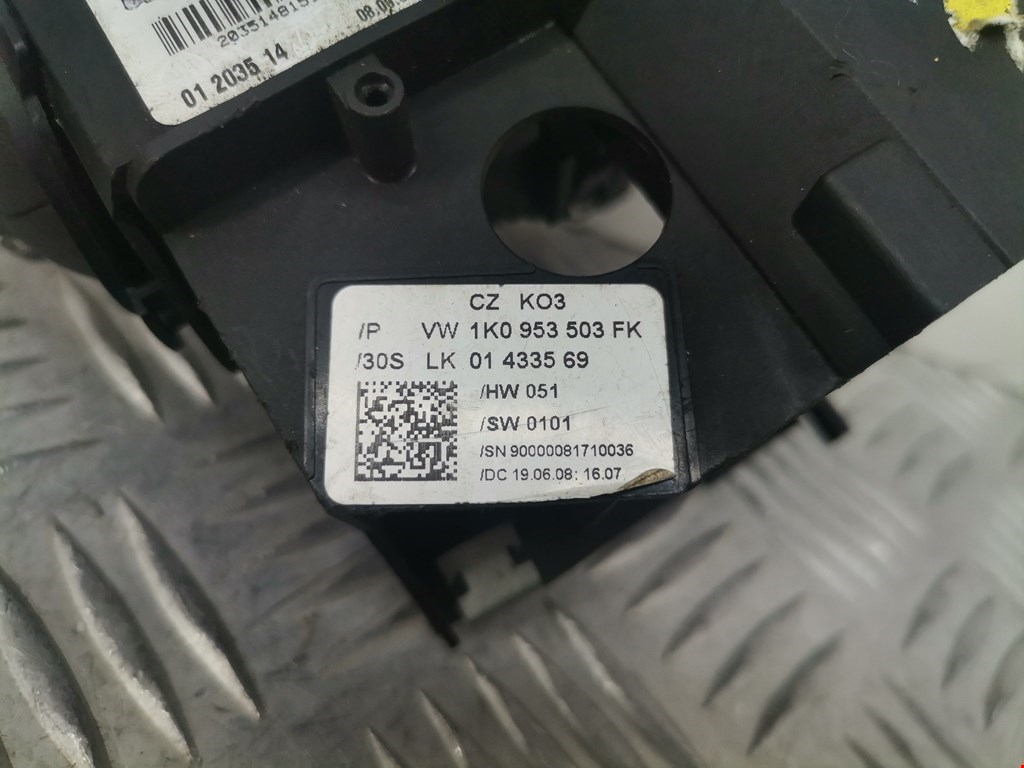 01 2035 14
CZ KO3
/P VW 1K0 953 503 FK
/30S LK 01 4335 69
/HW 051
/SW 0101
/SN 90000081710036
/DC 19.06.08: 16.07